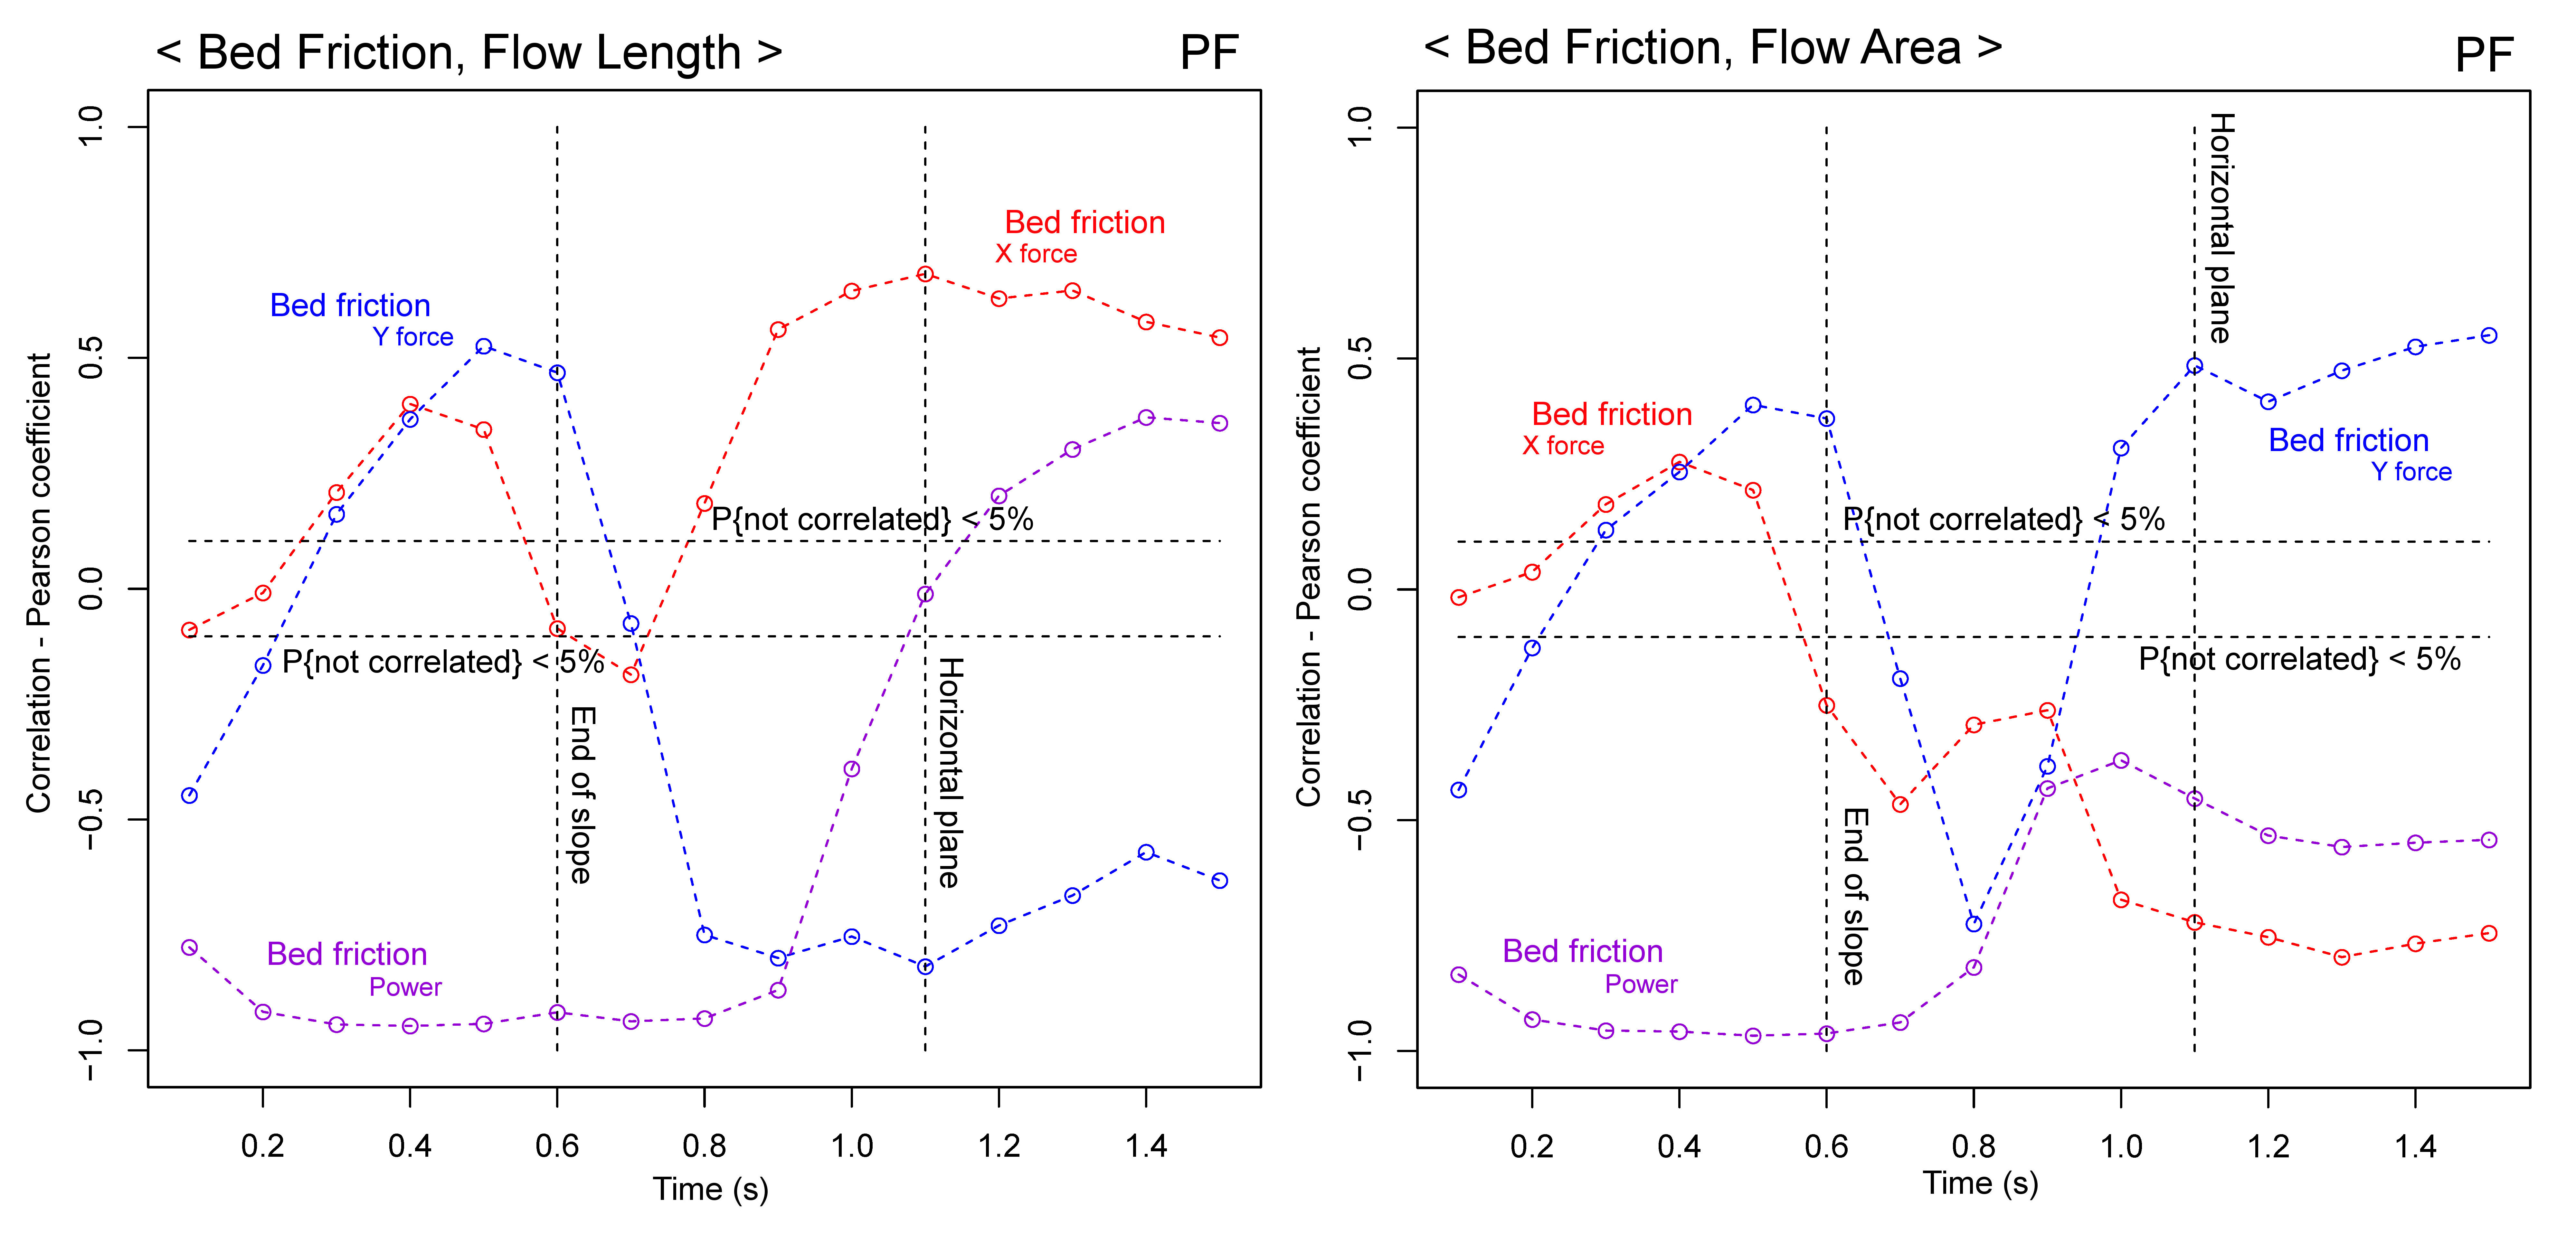 < Bed Friction, Flow Length >
PF
Correlation - Pearson coefficient
1.0
0.5
0.0
−0.5
−1.0
Bed friction
X force
Bed friction
Y force
P{not correlated} < 5%
P{not correlated} < 5%
End of slope
Horizontal plane
Bed friction
Power
0.2
0.4
0.6
0.8
1.0
1.2
1.4
Time (s)
< Bed Friction, Flow Area >
PF
Correlation - Pearson coefficient
1.0
0.5
0.0
−0.5
−1.0
Horizontal plane
Bed friction
X force
Bed friction
Y force
P{not correlated} < 5%
P{not correlated} < 5%
End of slope
Bed friction
Power
0.2
0.4
0.6
0.8
1.0
1.2
1.4
Time (s)